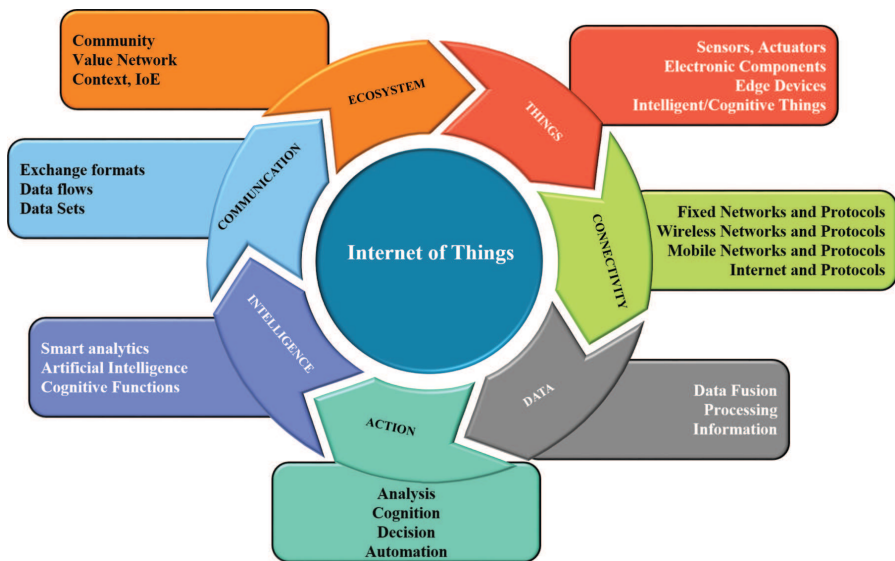 Community
Value Network
Context, IoE
ECOSYSTEM
Sensors, Actuators
Electronic Components
Edge Devices
Intelligent/Cognitive Things
THINGS
Exchange formats
Data flows
Data Sets
COMMUNICATION
Internet of Things
Fixed Networks and Protocols
Wireless Networks and Protocols
Mobile Networks and Protocols
Internet and Protocols
CONNECTIVITY
Smart analytics
Artificial Intelligence
Cognitive Functions
INTELLIGENCE
Data Fusion
Processing
Information
DATA
ACTION
Analysis
Cognition
Decision
Automation